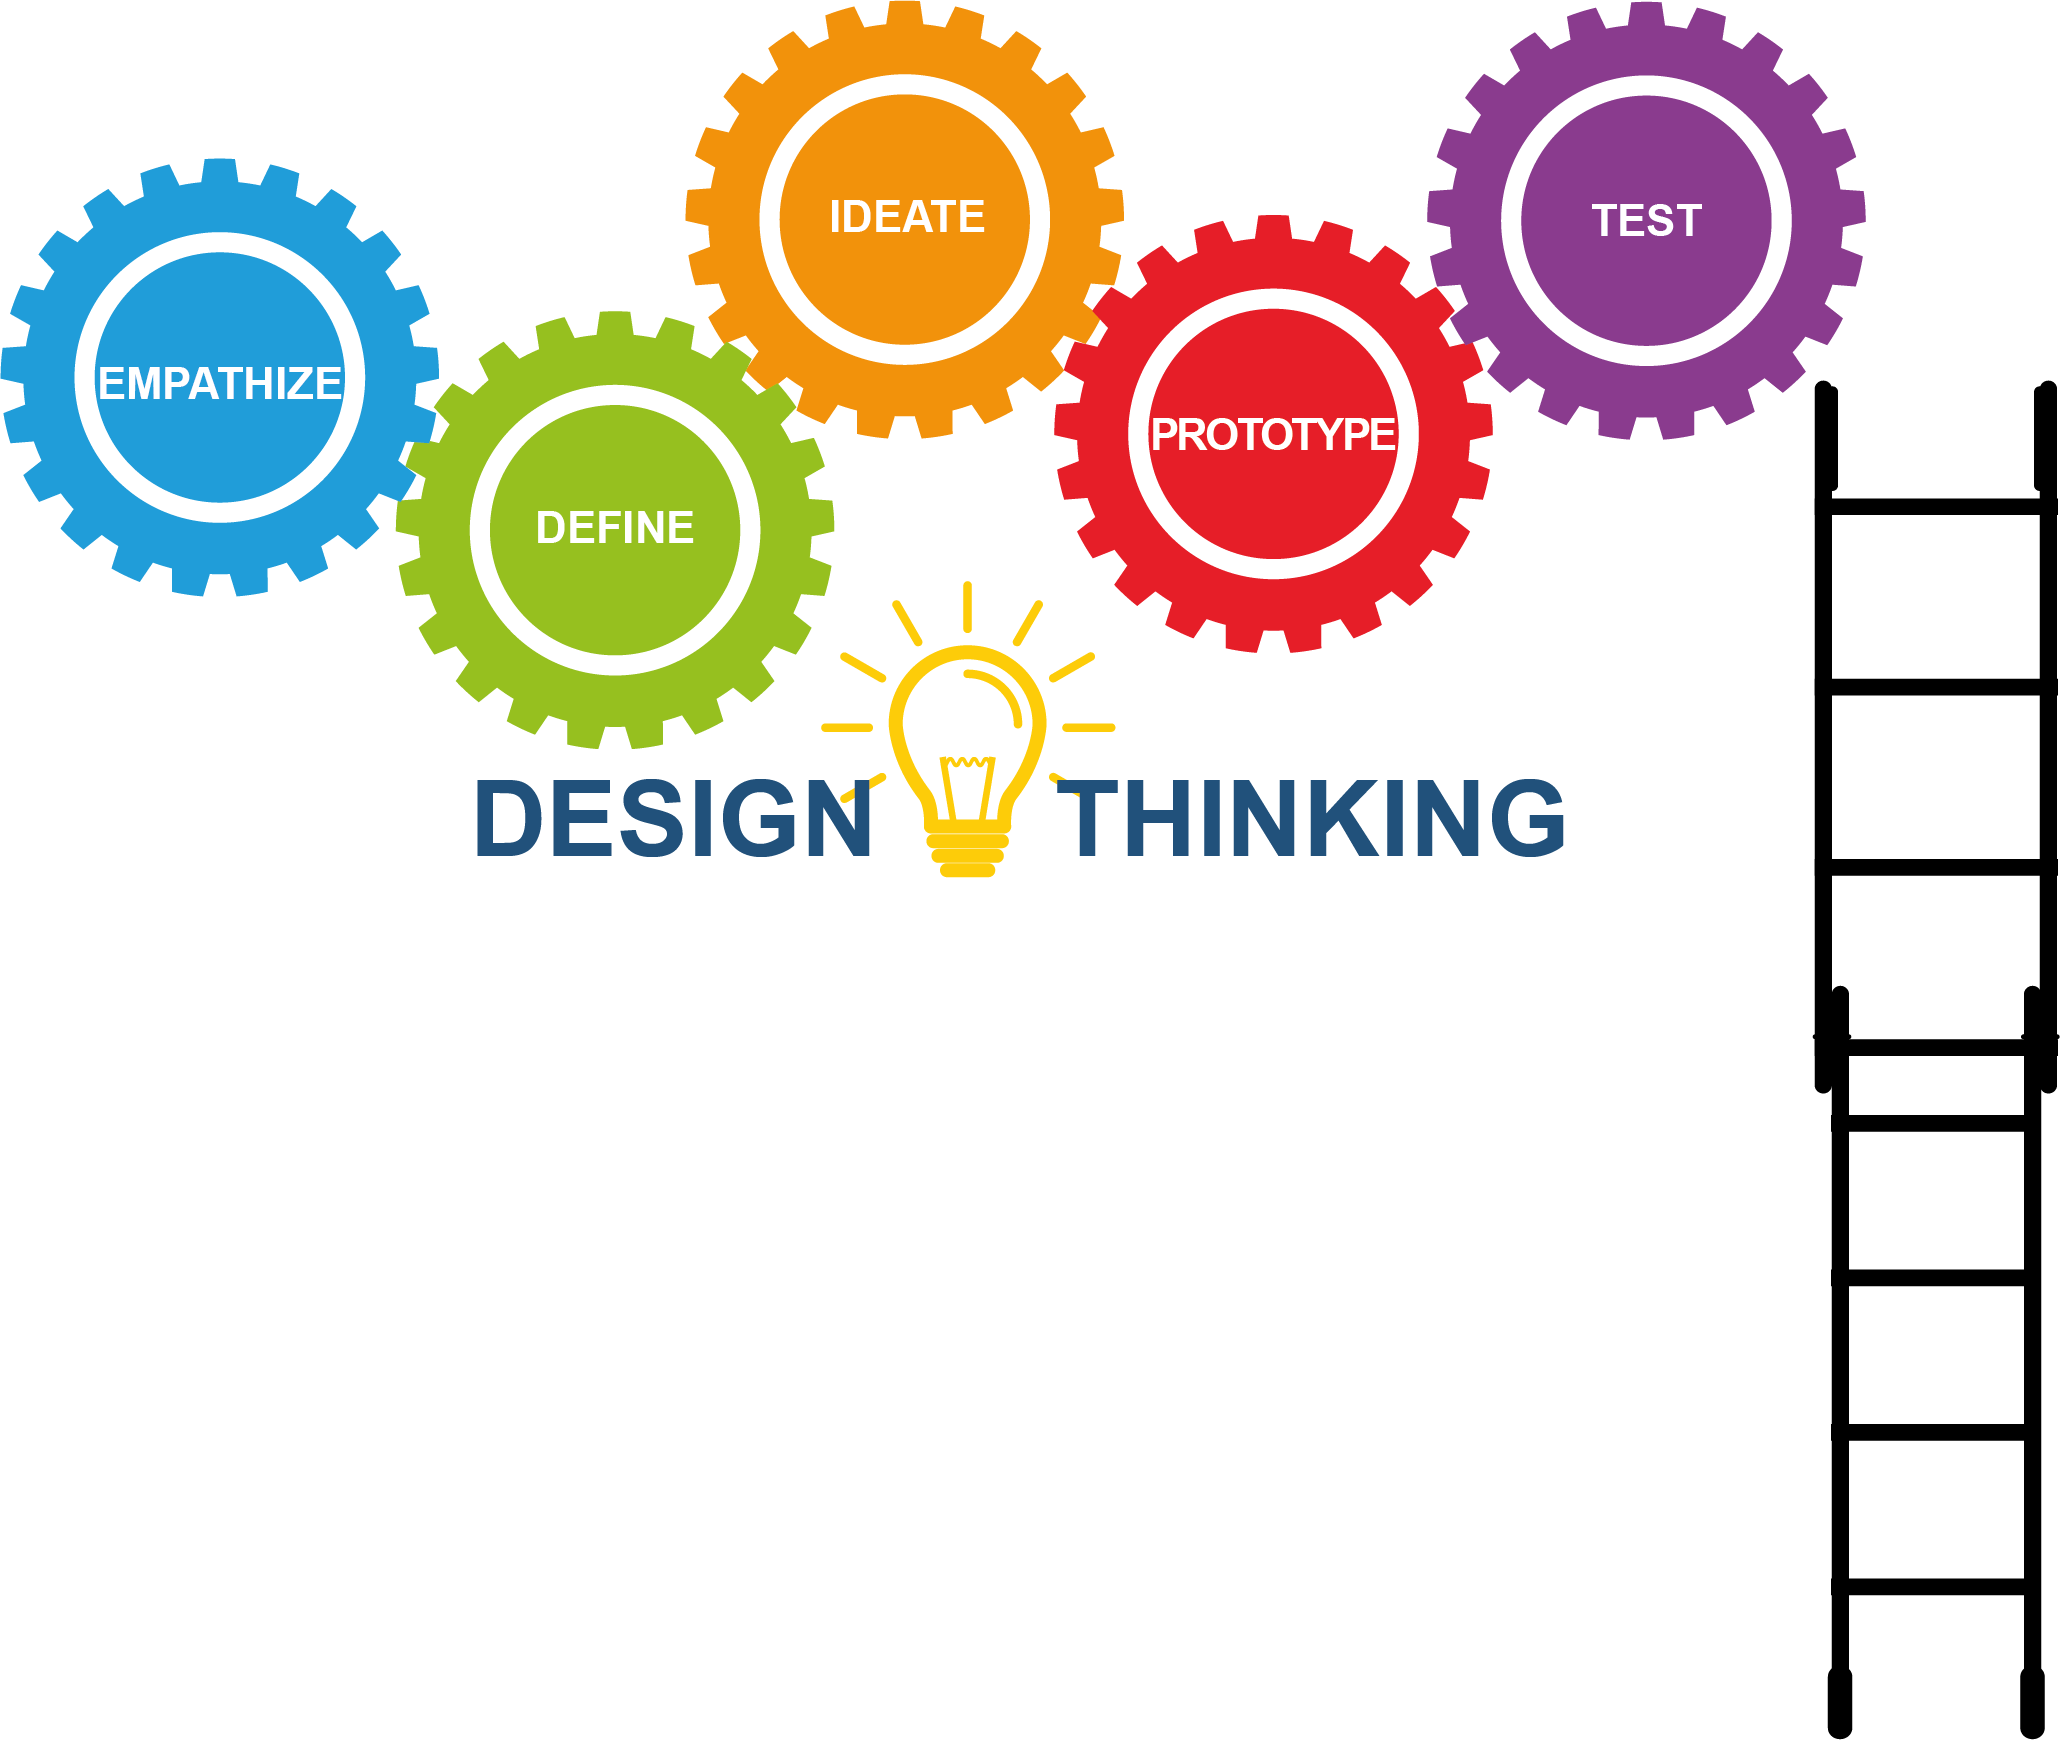 EMPATHIZE
DEFINE
IDEATE
PROTOTYPE
TEST
DESIGN THINKING